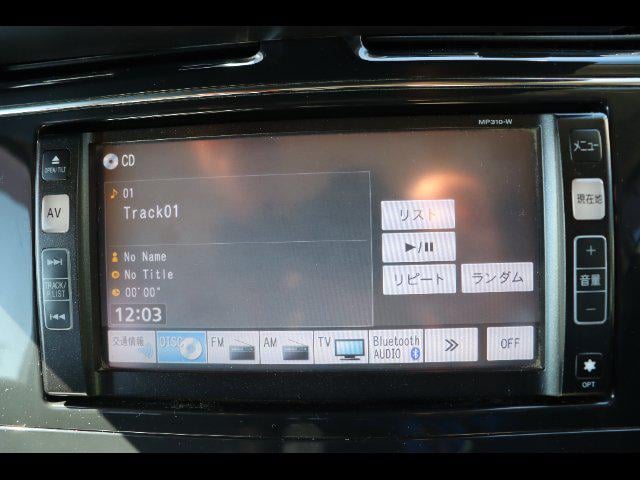 MP310-W
OPEN/TILT
AV
TRACK/
P.LIST
CD
01
Track01
No Name
No Title
00'00"
12:03
リスト
リピート
ランダム
交通情報
DISC
FM
AM
TV
Bluetooth
AUDIO
OFF
メニュー
現在地
+
音量
−
OPT